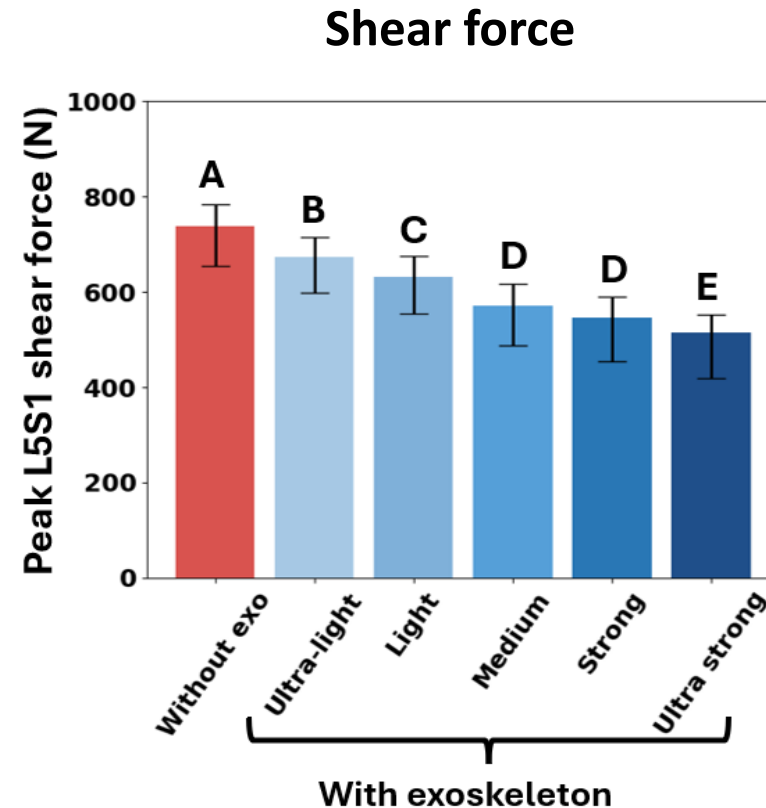 Shear force
Peak L5S1 shear force (N)
1000
800
600
400
200
0
A
B
C
D
D
E
Without exo
Ultra-light
Light
Medium
Strong
Ultra strong
With exoskeleton